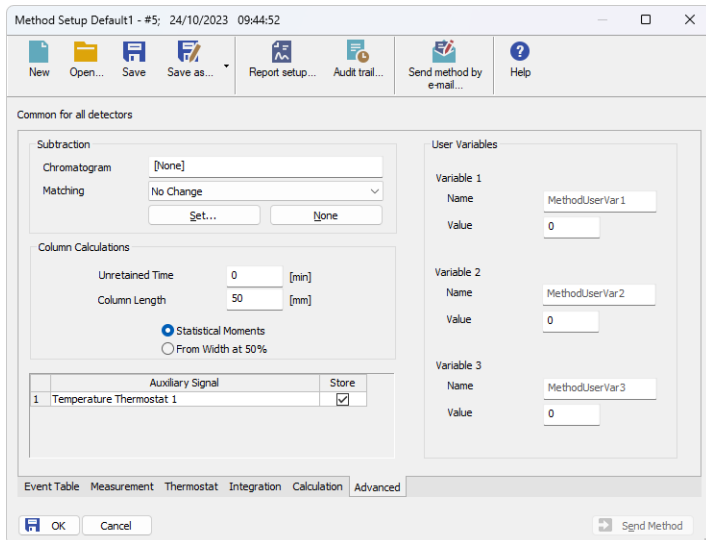 Method Setup Default1 - #5; 24/10/2023 09:44:52
New Open... Save Save as... Report setup... Audit trail... Send method by e-mail... Help
Common for all detectors
Subtraction
Chromatogram [None]
Matching No Change
Set... None
Column Calculations
Unretained Time 0 [min]
Column Length 50 [mm]
Statistical Moments
From Width at 50%
Auxiliary Signal Store
1 Temperature Thermostat 1
User Variables
Variable 1
Name MethodUserVar1
Value 0
Variable 2
Name MethodUserVar2
Value 0
Variable 3
Name MethodUserVar3
Value 0
Event Table Measurement Thermostat Integration Calculation Advanced
OK Cancel Send Method